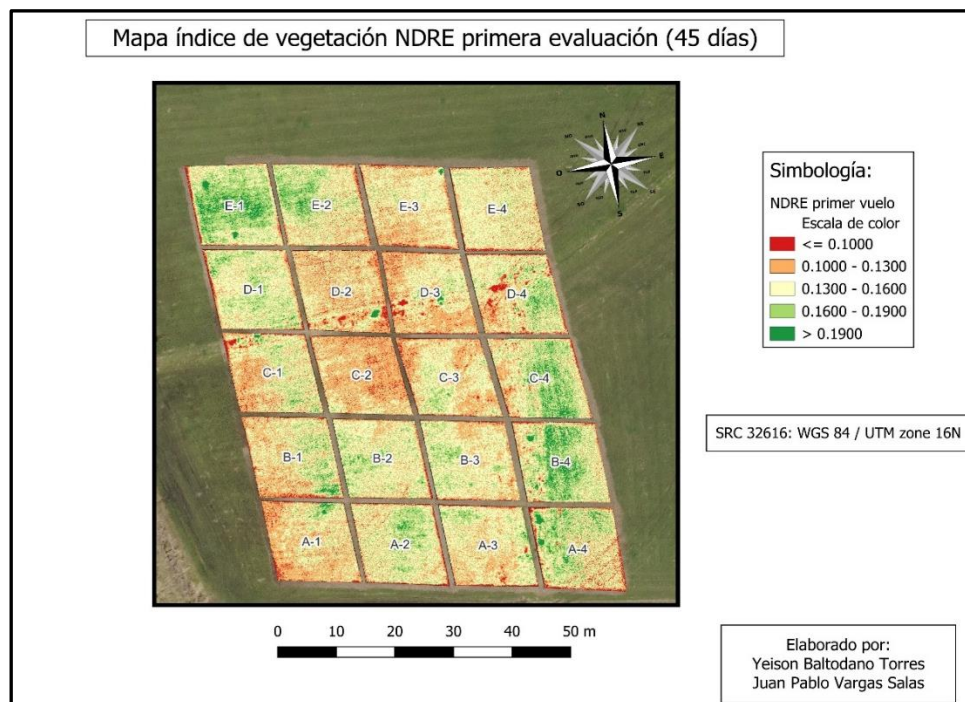 Mapa índice de vegetación NDRE primera evaluación (45 días)
N
E
S
O
E-1 E-2 E-3 E-4
D-1 D-2 D-3 D-4
C-1 C-2 C-3 C-4
B-1 B-2 B-3 B-4
A-1 A-2 A-3 A-4
Simbología:
NDRE primer vuelo
Escala de color
<= 0.1000
0.1000 - 0.1300
0.1300 - 0.1600
0.1600 - 0.1900
> 0.1900
SRC 32616: WGS 84 / UTM zone 16N
0 10 20 30 40 50 m
Elaborado por:
Yeison Baltodano Torres
Juan Pablo Vargas Salas